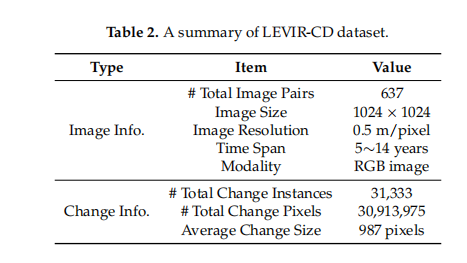 Table 2. A summary of LEVIR-CD dataset.
Type Item Value
# Total Image Pairs 637
Image Size 1024 × 1024
Image Info. Image Resolution 0.5 m/pixel
Time Span 5∼14 years
Modality RGB image
# Total Change Instances 31,333
Change Info. # Total Change Pixels 30,913,975
Average Change Size 987 pixels